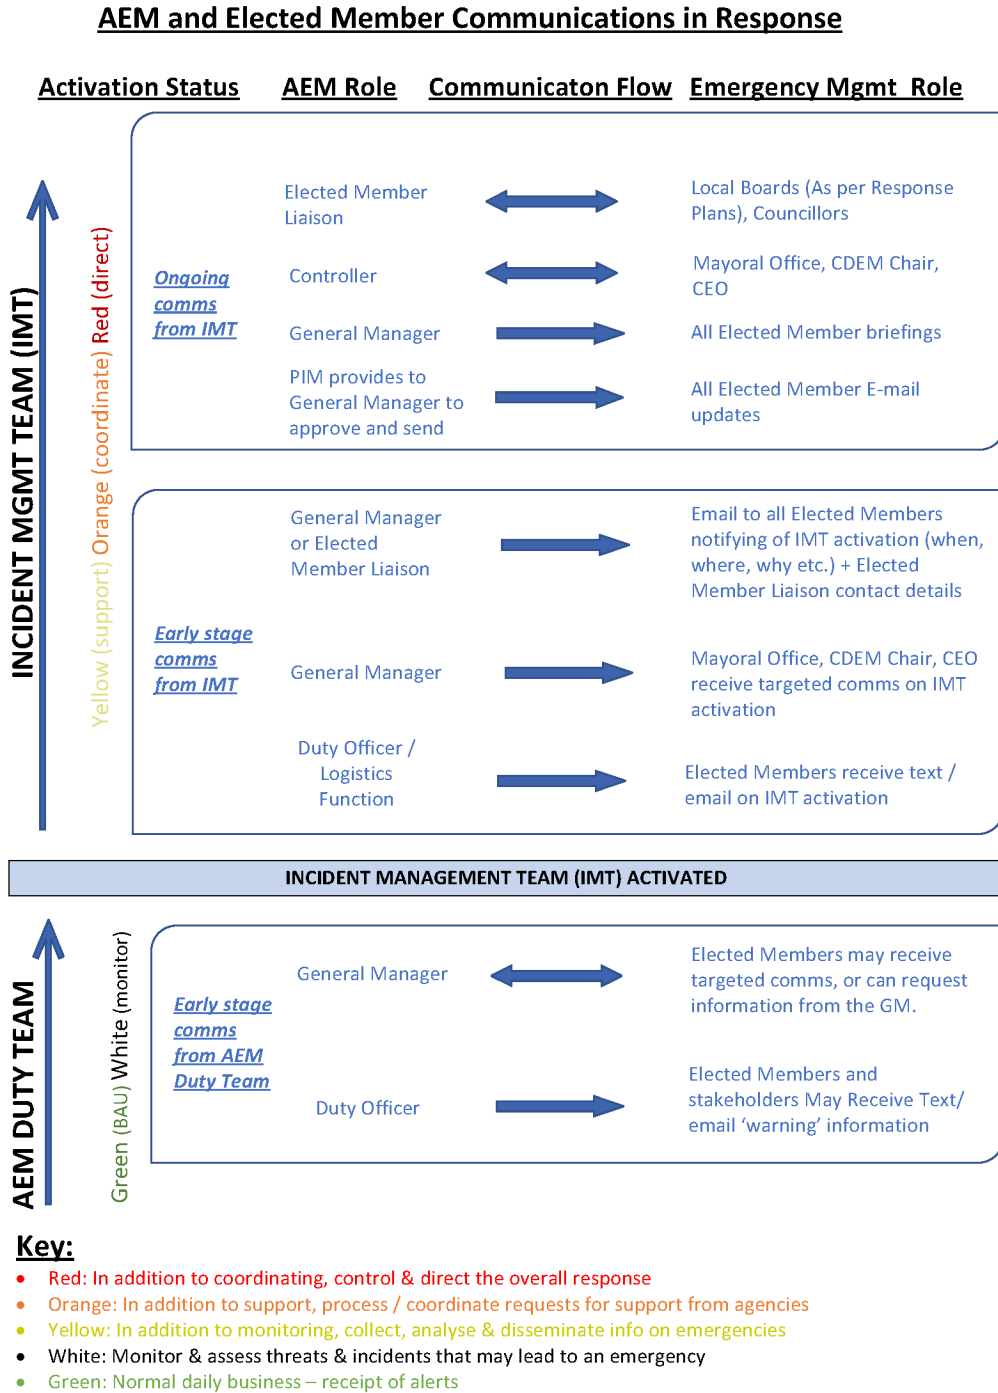 AEM and Elected Member Communications in Response
Activation Status
AEM Role
Communicaton Flow
Emergency Mgmt Role
INCIDENT MGMT TEAM (IMT)
Yellow (support) Orange (coordinate) Red (direct)
Ongoing
comms
from IMT
Elected Member
Liaison
Local Boards (As per Response
Plans), Councillors
Controller
Mayoral Office, CDEM Chair,
CEO
General Manager
All Elected Member briefings
PIM provides to
General Manager to
approve and send
All Elected Member E-mail
updates
Early stage
comms
from IMT
General Manager
or Elected
Member Liaison
Email to all Elected Members
notifying of IMT activation (when,
where, why etc.) + Elected
Member Liaison contact details
General Manager
Mayoral Office, CDEM Chair, CEO
receive targeted comms on IMT
activation
Duty Officer /
Logistics
Function
Elected Members receive text /
email on IMT activation
INCIDENT MANAGEMENT TEAM (IMT) ACTIVATED
AEM DUTY TEAM
Green (BAU) White (monitor)
Early stage
comms
from AEM
Duty Team
General Manager
Elected Members may receive
targeted comms, or can request
information from the GM.
Duty Officer
Elected Members and
stakeholders May Receive Text/
email ‘warning’ information
Key:
• Red: In addition to coordinating, control & direct the overall response
• Orange: In addition to support, process / coordinate requests for support from agencies
• Yellow: In addition to monitoring, collect, analyse & disseminate info on emergencies
• White: Monitor & assess threats & incidents that may lead to an emergency
• Green: Normal daily business – receipt of alerts